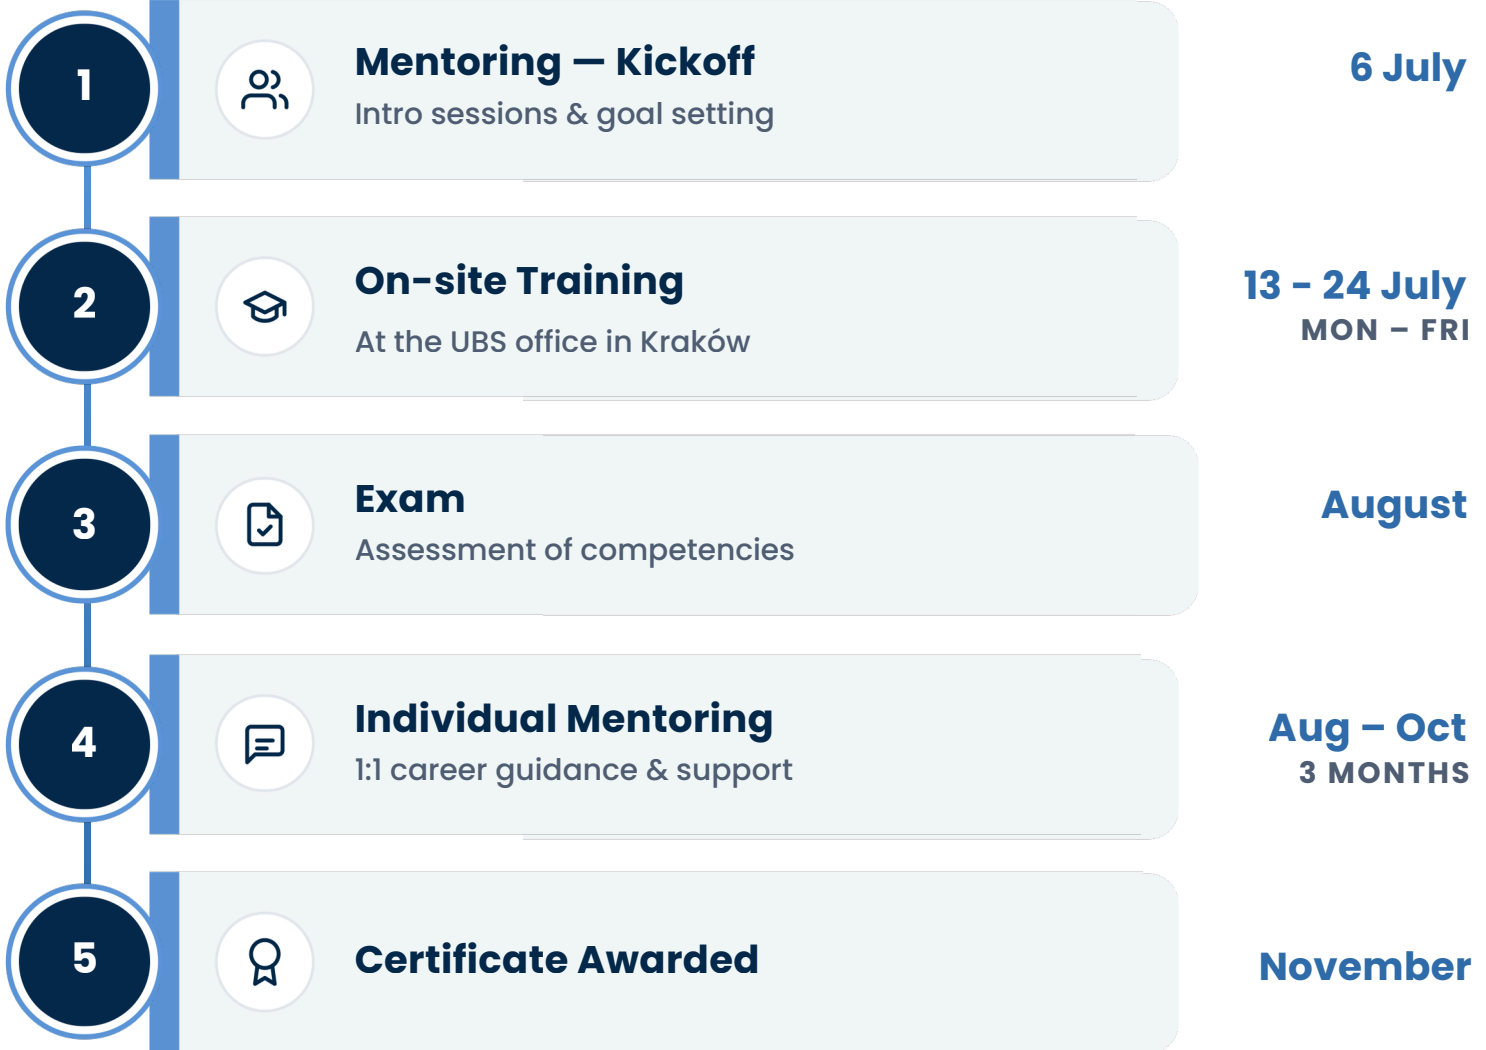 1
Mentoring — Kickoff
Intro sessions & goal setting
6 July
2
On-site Training
At the UBS office in Kraków
13 - 24 July
MON – FRI
3
Exam
Assessment of competencies
August
4
Individual Mentoring
1:1 career guidance & support
Aug – Oct
3 MONTHS
5
Certificate Awarded
November